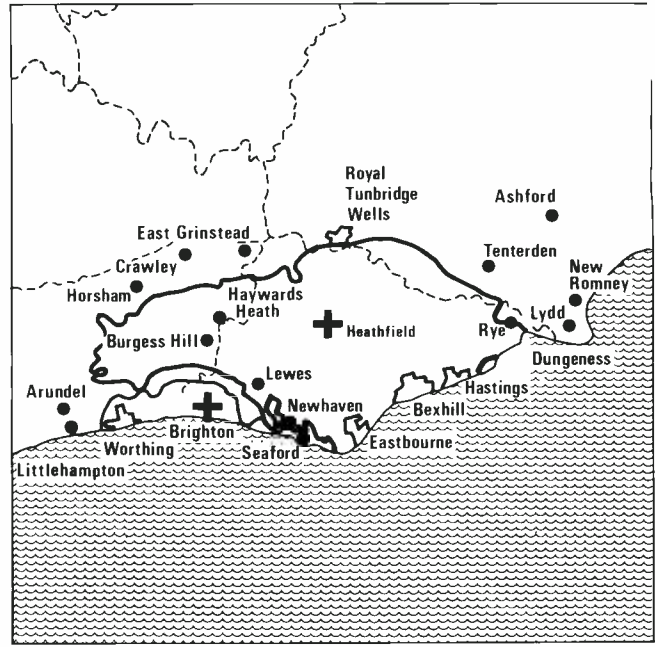 Royal
Tunbridge
Wells
Ashford
East Grinstead
Tenterden
Crawley
New
Romney
Horsham
Haywards
Heath
Lydd
Heathfield
Rye
Burgess Hill
Dungeness
Lewes
Hastings
Arundel
Newhaven
Bexhill
Brighton
Eastbourne
Worthing
Seaford
Littlehampton